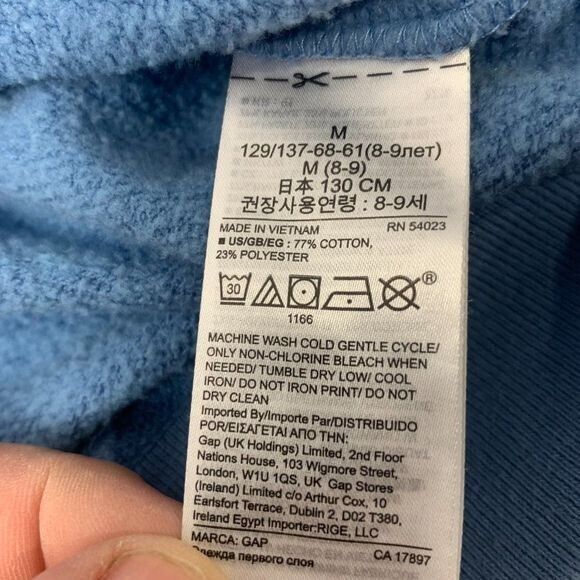 M
129/137-68-61(8-9лет)
M (8-9)
日本 130 CM
권장사용연령 : 8-9세
MADE IN VIETNAM RN 54023
■ US/GB/EG : 77% COTTON,
23% POLYESTER
30
®
1166
MACHINE WASH COLD GENTLE CYCLE/
ONLY NON-CHLORINE BLEACH WHEN
NEEDED/ TUMBLE DRY LOW/ COOL
IRON/ DO NOT IRON PRINT/ DO NOT
DRY CLEAN
Imported By/Importe Par/DISTRIBUIDO
POR/ΕΙΣΑΓΕΤΑΙ ΑΠΟ ΤΗΝ:
Gap (UK Holdings) Limited, 2nd Floor
Nations House, 103 Wigmore Street,
London, W1U 1QS, UK Gap Stores
(Ireland) Limited c/o Arthur Cox, 10
Earlsfort Terrace, Dublin 2, D02 T380,
Ireland Egypt Importer:RIGE, LLC
MARCA: GAP CA 17897
Одежда первого слоя